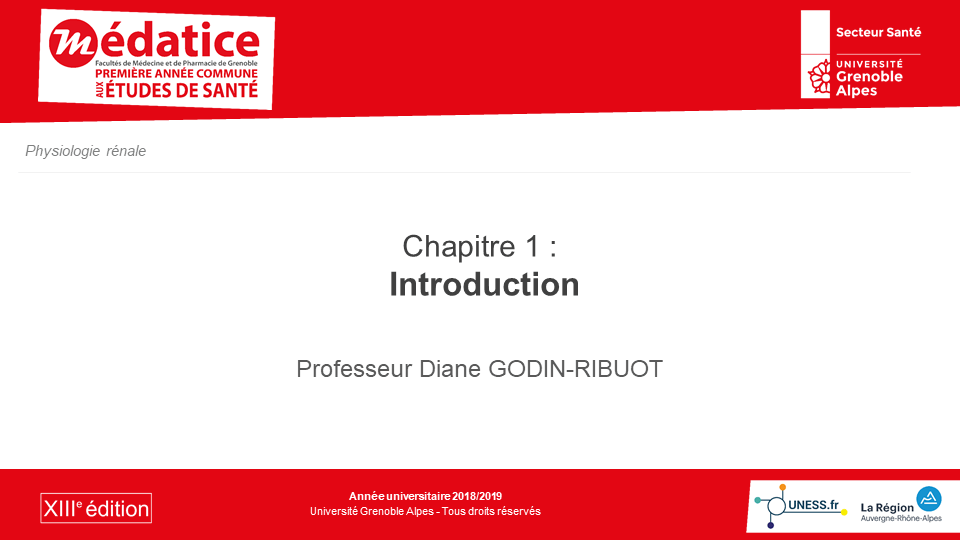 médatice
Facultés de Médecine et de Pharmacie de Grenoble
PREMIÈRE ANNÉE COMMUNE
AUX ÉTUDES DE SANTÉ
Secteur Santé
UNIVERSITÉ
Grenoble
Alpes
Physiologie rénale
Chapitre 1 :
Introduction
Professeur Diane GODIN-RIBUOT
XIIIe édition
Année universitaire 2018/2019
Université Grenoble Alpes - Tous droits réservés
UNESS.fr
La Région
Auvergne-Rhône-Alpes